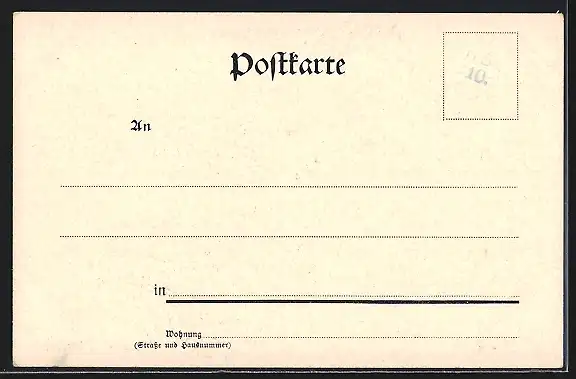 Postkarte
10.
An
in
Wohnung
(Straße und Hausnummer)